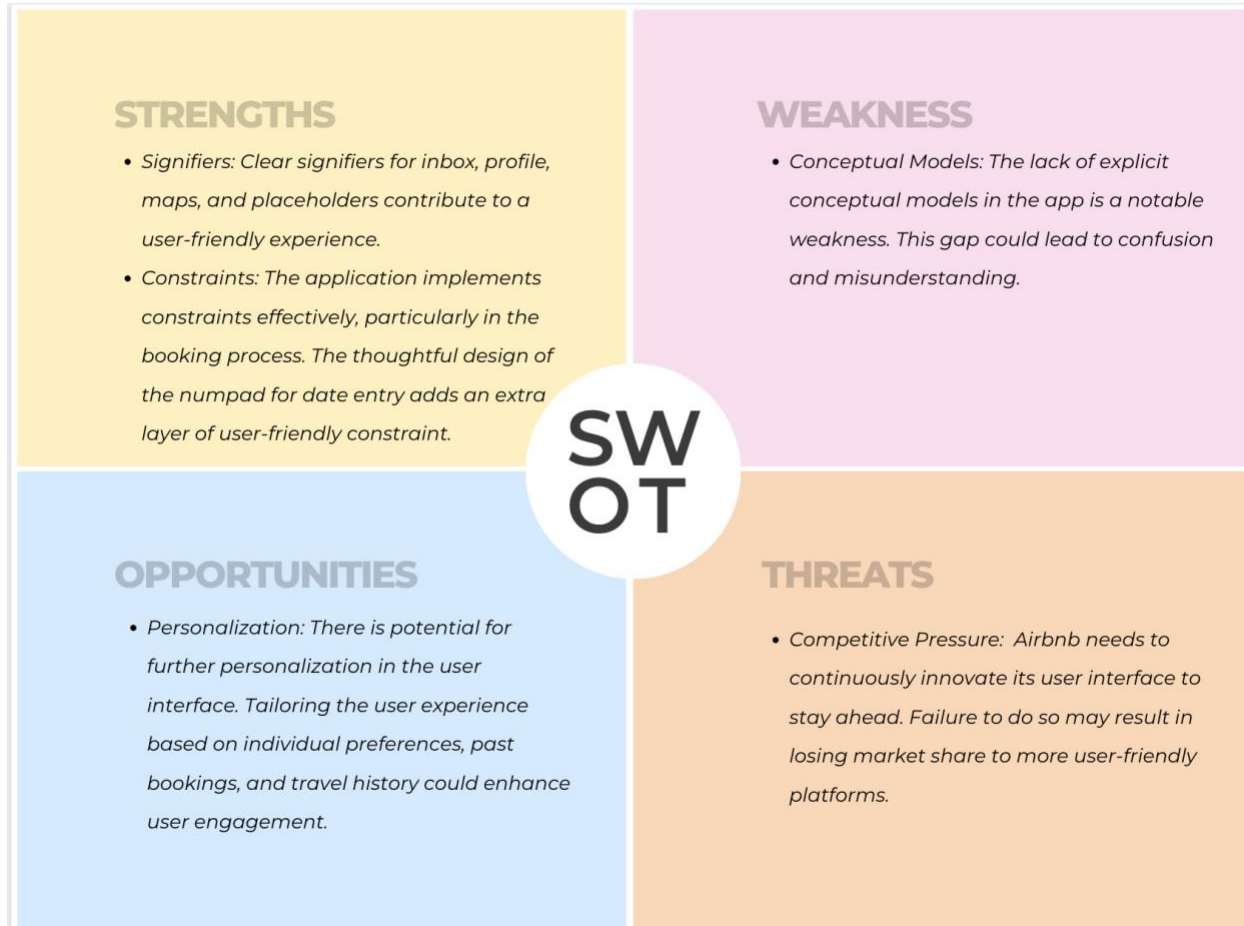 STRENGTHS
• Signifiers: Clear signifiers for inbox, profile,
maps, and placeholders contribute to a
user-friendly experience.
• Constraints: The application implements
constraints effectively, particularly in the
booking process. The thoughtful design of
the numpad for date entry adds an extra
layer of user-friendly constraint.
WEAKNESS
• Conceptual Models: The lack of explicit
conceptual models in the app is a notable
weakness. This gap could lead to confusion
and misunderstanding.
SW
OT
OPPORTUNITIES
• Personalization: There is potential for
further personalization in the user
interface. Tailoring the user experience
based on individual preferences, past
bookings, and travel history could enhance
user engagement.
THREATS
• Competitive Pressure: Airbnb needs to
continuously innovate its user interface to
stay ahead. Failure to do so may result in
losing market share to more user-friendly
platforms.